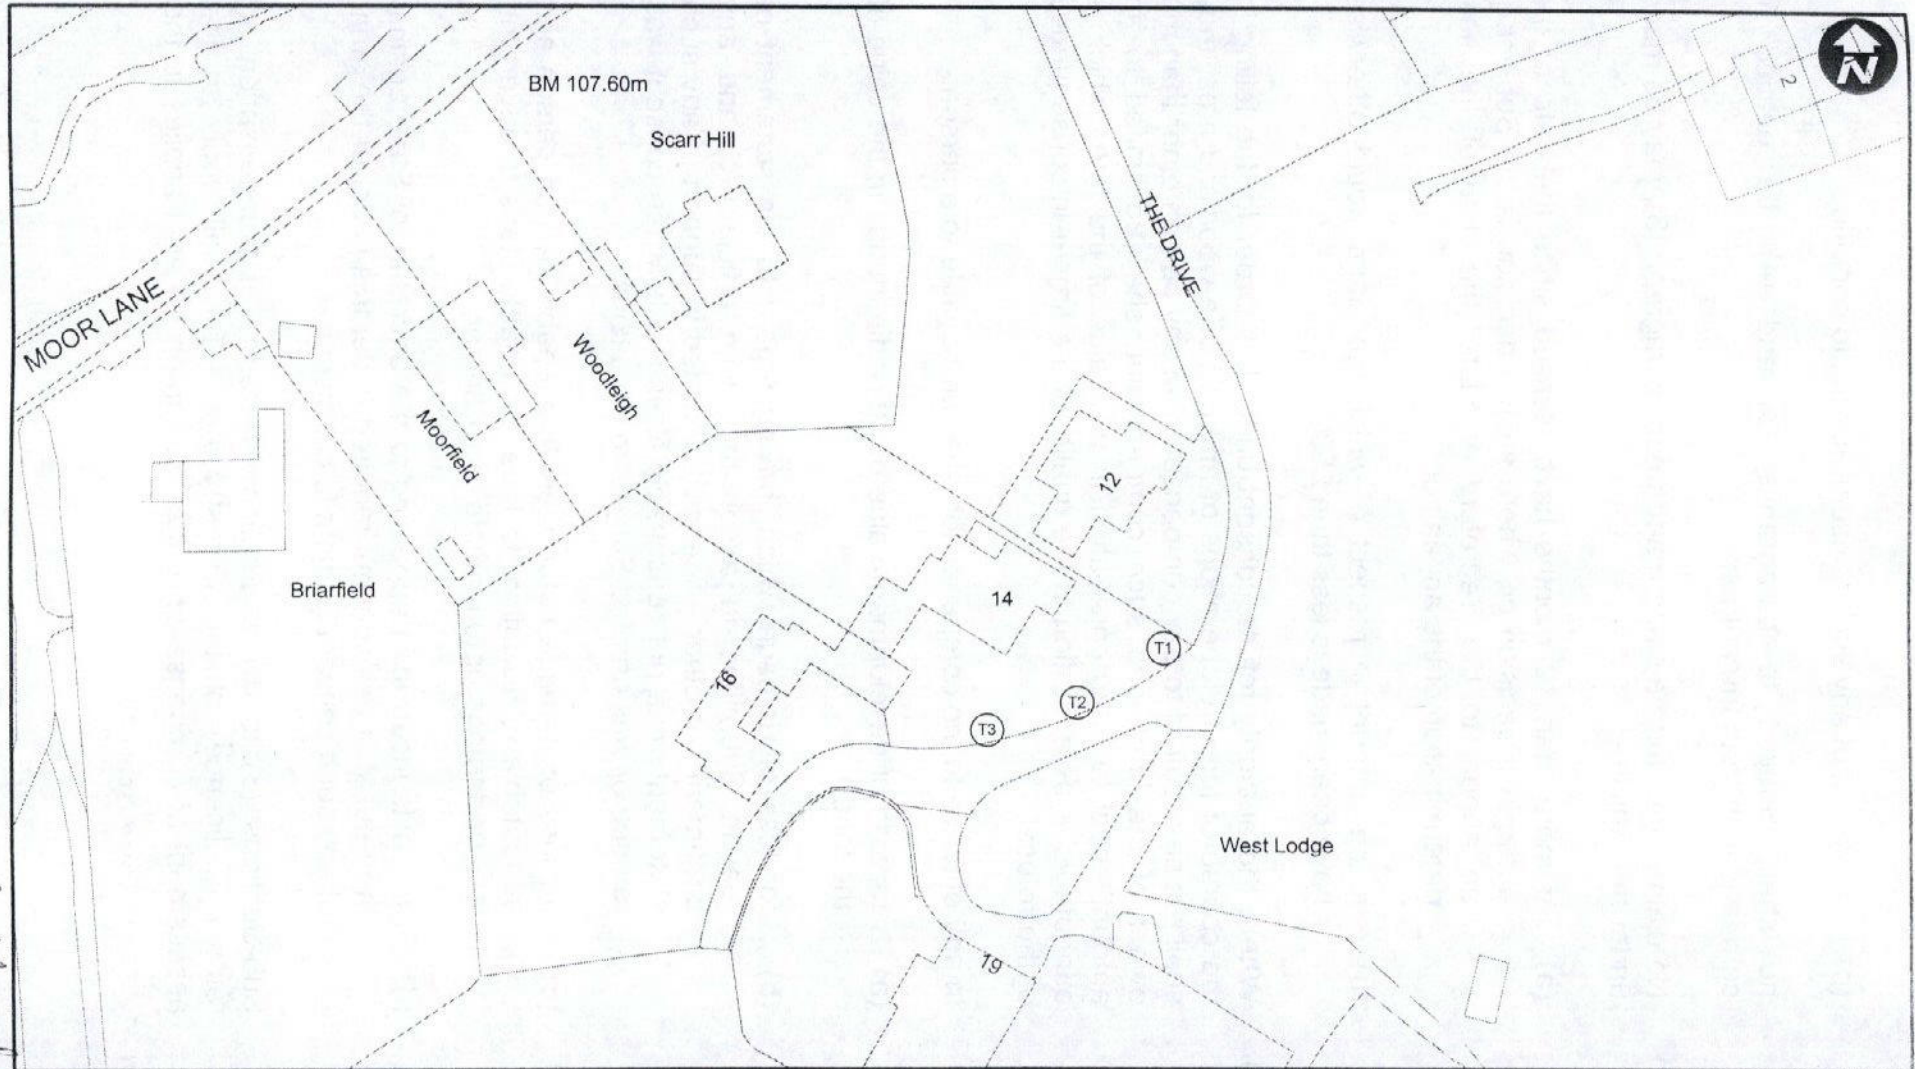 BM 107.60m
Scarr Hill
N
2
THE DRIVE
MOOR LANE
Woodleigh
Moorfield
12
Briarfield
14
16
T1
T2
T3
West Lodge
19